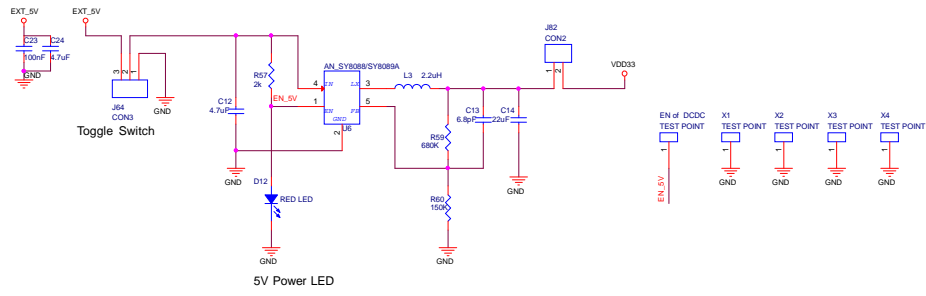 EXT_5V
EXT_5V
C23
100nF
C24
4.7uF
GND
3
2
1
J64
CON3
GND
Toggle Switch
C12
4.7uF
GND
R57
2k
EN_5V
AN_SY8088/SY8089A
4
IN
LX
3
1
EN
FB
5
GND
2
U6
D12
RED LED
GND
5V Power LED
L3
2.2uH
R59
680K
R60
150K
GND
C13
6.8pF
C14
22uF
GND
J82
CON2
1
2
VDD33
EN of DCDC
TEST POINT
1
EN_5V
X1
TEST POINT
1
GND
X2
TEST POINT
1
GND
X3
TEST POINT
1
GND
X4
TEST POINT
1
GND